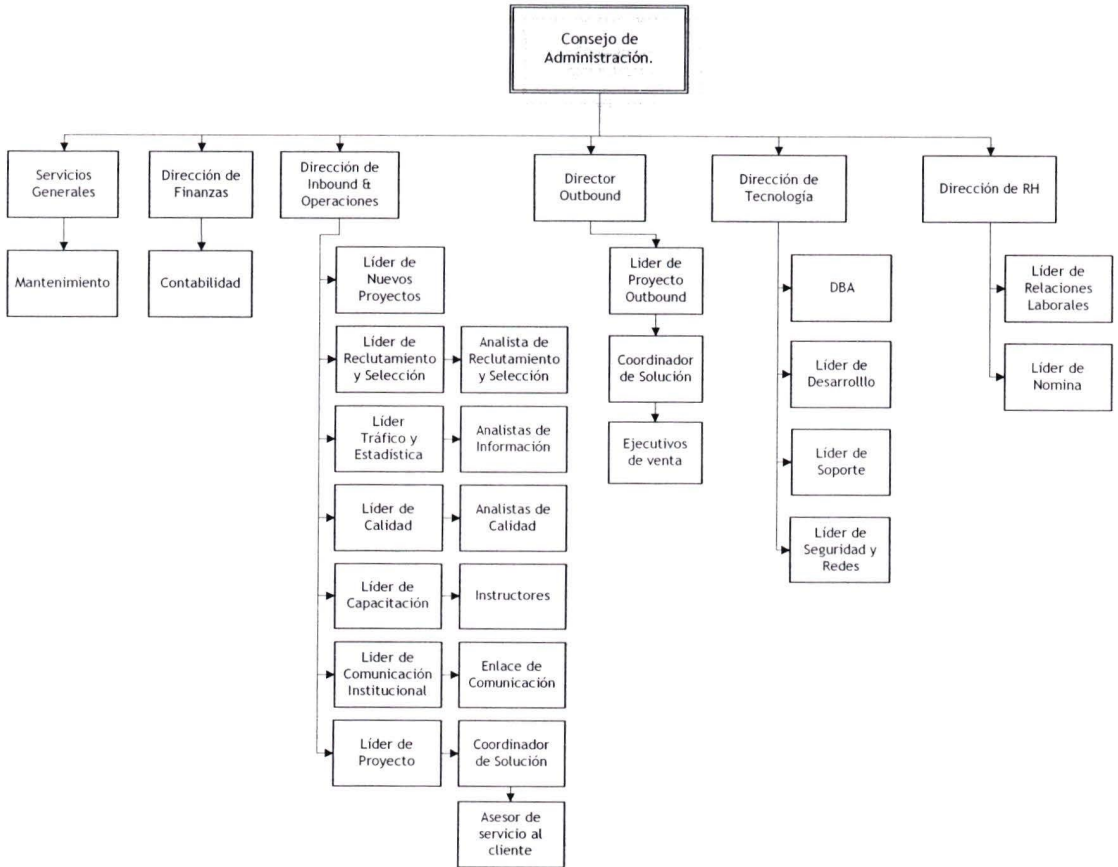 Consejo de
Administración.
Servicios
Generales
Dirección de
Finanzas
Dirección de
Inbound &
Operaciones
Director
Outbound
Dirección de
Tecnología
Dirección de RH
Mantenimiento
Contabilidad
Líder de
Nuevos
Proyectos
Líder de
Reclutamiento
y Selección
Analista de
Reclutamiento
y Selección
Líder
Tráfico y
Estadística
Analistas de
Información
Líder de
Calidad
Analistas de
Calidad
Líder de
Capacitación
Instructores
Líder de
Comunicación
Institucional
Enlace de
Comunicación
Líder de
Proyecto
Coordinador
de Solución
Asesor de
servicio al
cliente
Líder de
Proyecto
Outbound
Coordinador
de Solución
Ejecutivos
de venta
DBA
Líder de
Desarrolllo
Líder de
Soporte
Líder de
Seguridad y
Redes
Líder de
Relaciones
Laborales
Líder de
Nomina